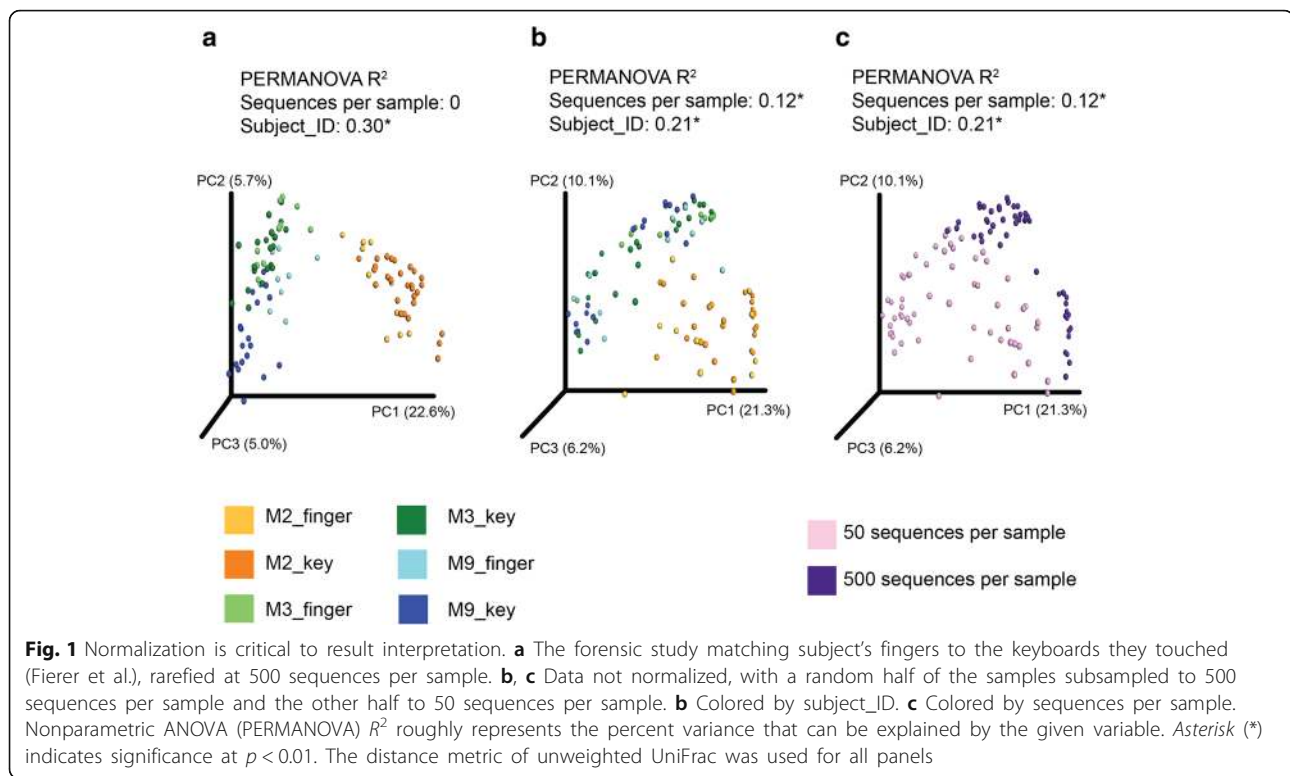 a
PERMANOVA R²
Sequences per sample: 0
Subject_ID: 0.30*
PC2 (5.7%)
PC1 (22.6%)
PC3 (5.0%)
b
PERMANOVA R²
Sequences per sample: 0.12*
Subject_ID: 0.21*
PC2 (10.1%)
PC1 (21.3%)
PC3 (6.2%)
c
PERMANOVA R²
Sequences per sample: 0.12*
Subject_ID: 0.21*
PC2 (10.1%)
PC1 (21.3%)
PC3 (6.2%)
M2_finger
M2_key
M3_finger
M3_key
M9_finger
M9_key
50 sequences per sample
500 sequences per sample
Fig. 1 Normalization is critical to result interpretation. a The forensic study matching subject's fingers to the keyboards they touched
(Fierer et al.), rarefied at 500 sequences per sample. b, c Data not normalized, with a random half of the samples subsampled to 500
sequences per sample and the other half to 50 sequences per sample. b Colored by subject_ID. c Colored by sequences per sample.
Nonparametric ANOVA (PERMANOVA) R² roughly represents the percent variance that can be explained by the given variable. Asterisk (*)
indicates significance at p < 0.01. The distance metric of unweighted UniFrac was used for all panels